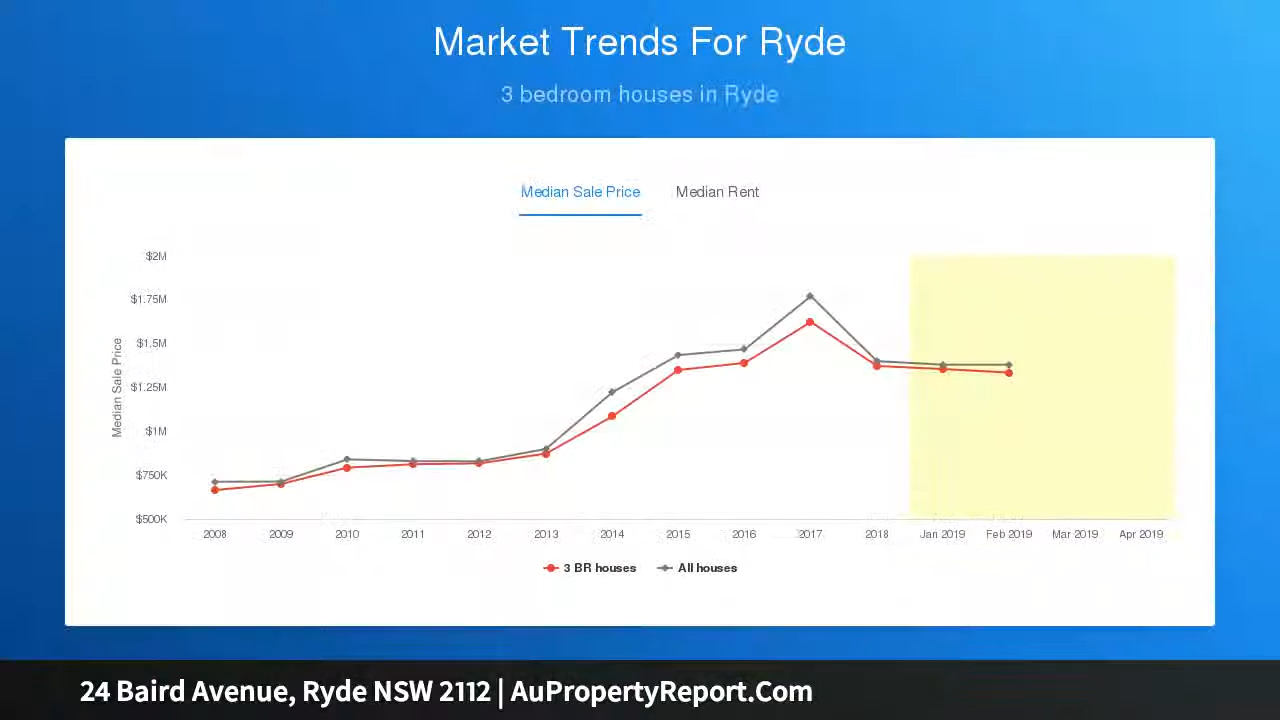 Market Trends For Ryde
3 bedroom houses in Ryde
Median Sale Price Median Rent
Median Sale Price
$2M
$1.75M
$1.5M
$1.25M
$1M
$750K
$500K
2008 2009 2010 2011 2012 2013 2014 2015 2016 2017 2018 Jan 2019 Feb 2019 Mar 2019 Apr 2019
3 BR houses All houses
24 Baird Avenue, Ryde NSW 2112 | AuPropertyReport.Com